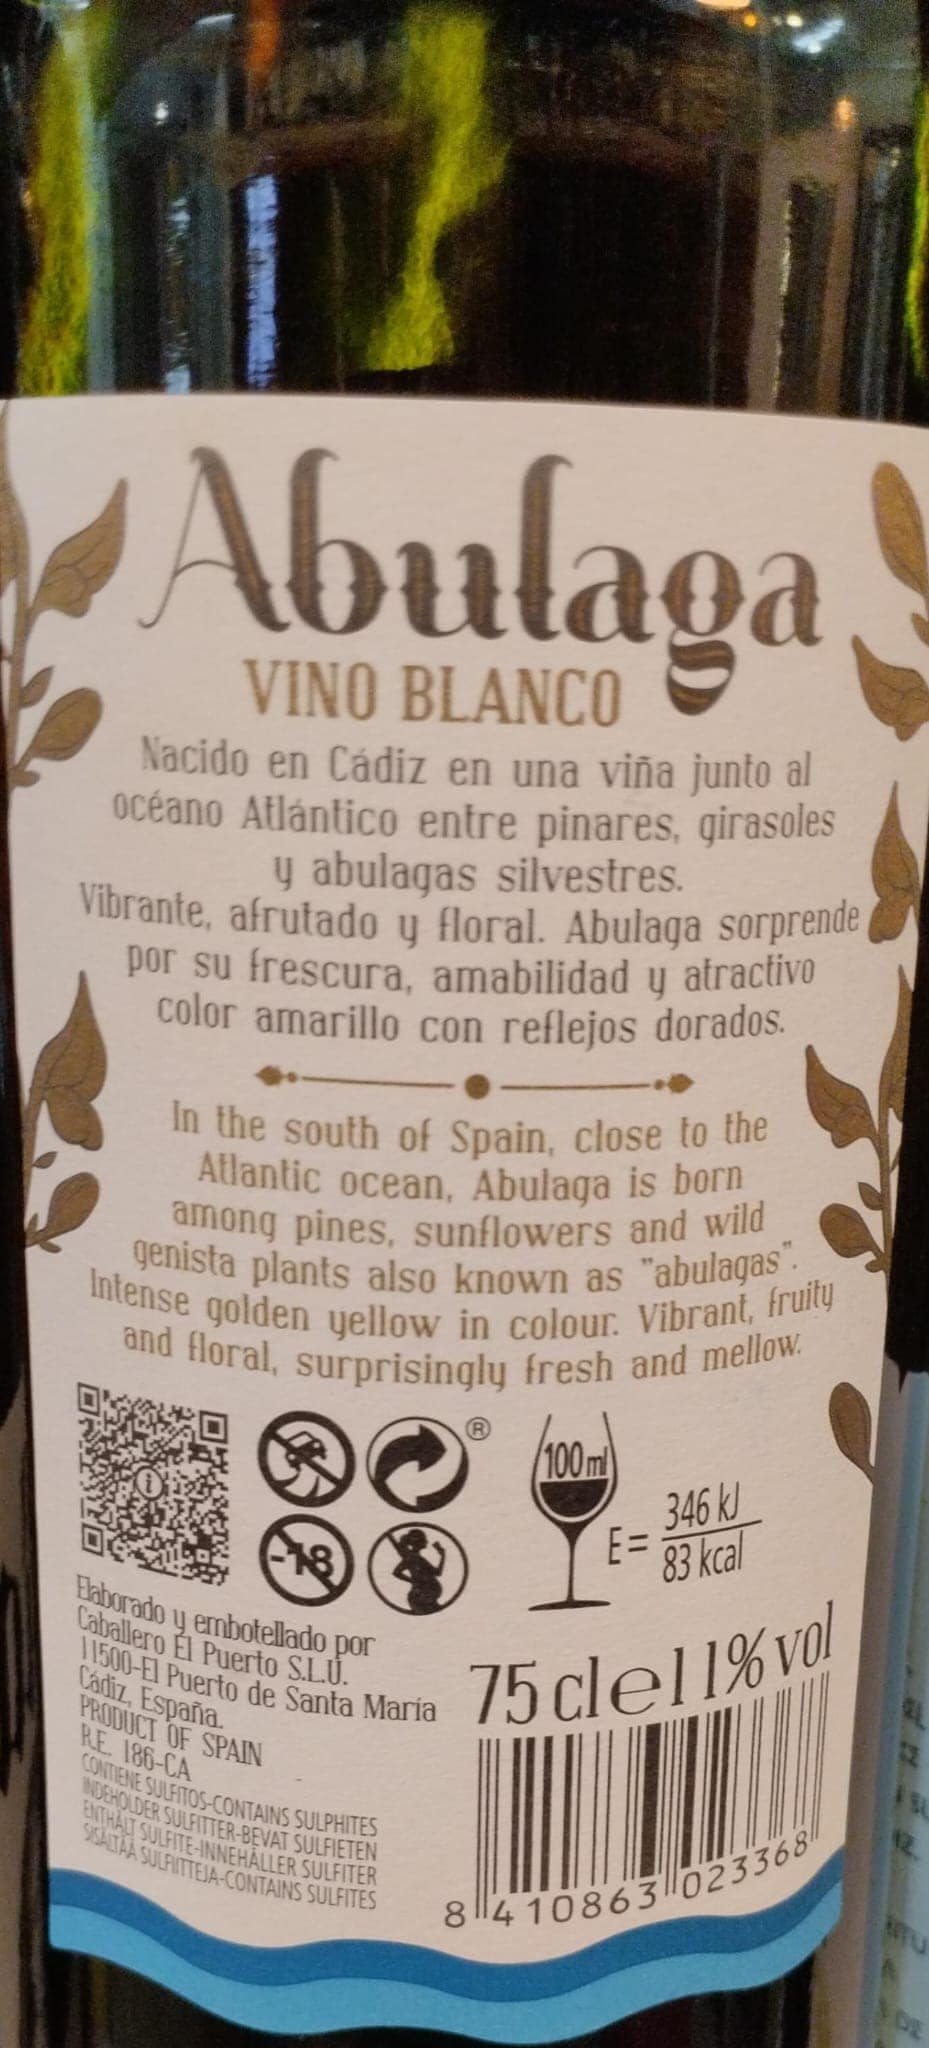 Abulaga
VINO BLANCO
Nacido en Cádiz en una viña junto al
océano Atlántico entre pinares, girasoles
y abulagas silvestres.
Vibrante, afrutado y floral. Abulaga sorprende
por su frescura, amabilidad y atractivo
color amarillo con reflejos dorados.
In the south of Spain, close to the
Atlantic ocean, Abulaga is born
among pines, sunflowers and wild
genista plants also known as "abulagas".
Intense golden yellow in colour. Vibrant, fruity
and floral, surprisingly fresh and mellow.
®
100 ml
-18
E= 346 kJ
83 kcal
Elaborado y embotellado por
Caballero El Puerto S.L.U.
11500-El Puerto de Santa María
Cádiz, España.
PRODUCT OF SPAIN
R.E. 186-CA
CONTIENE SULFITOS-CONTAINS SULPHITES
INDEHOLDER SULFITTER-BEVAT SULFIETEN
ENTHÄLT SULFITE-INNEHÅLLER SULFITER
SISÄLTÄÄ SULFIITTEJA-CONTAINS SULFITES
75 cl e 11% vol
8 410863 023368